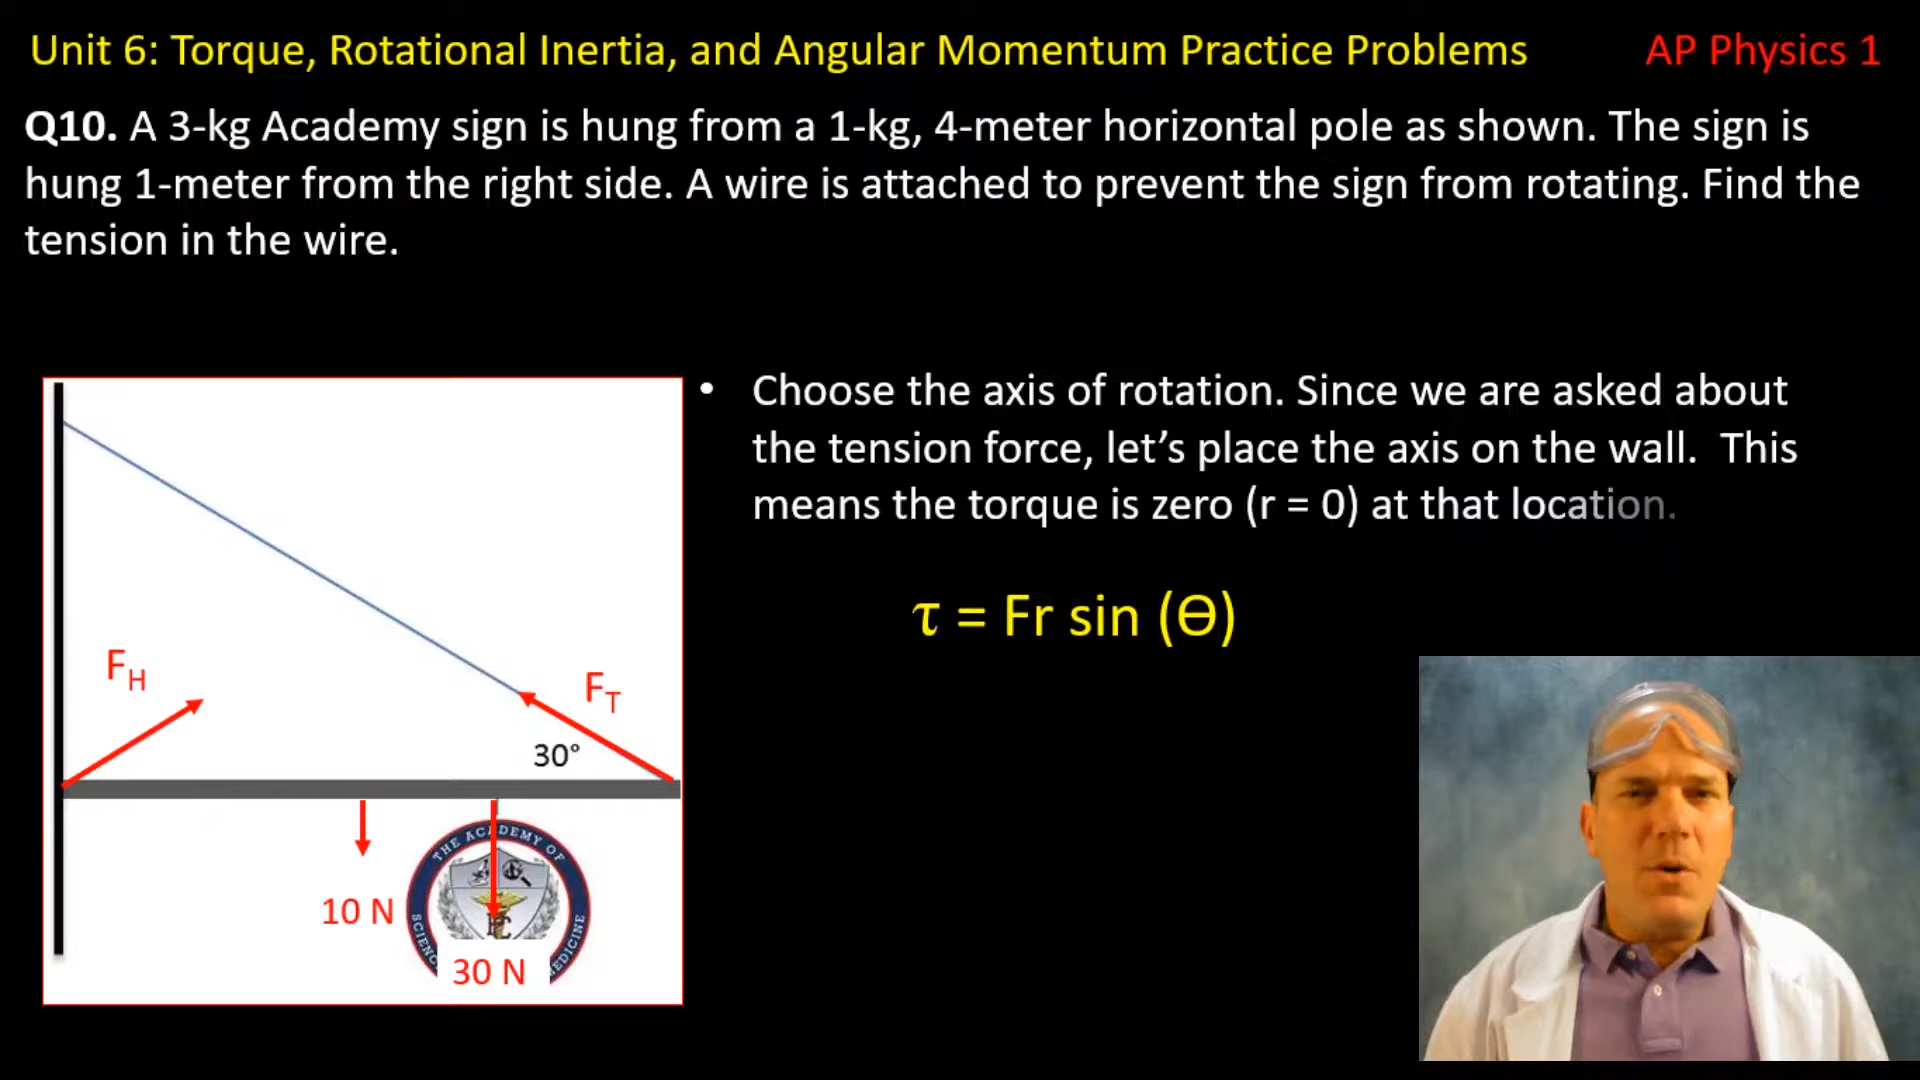 Unit 6: Torque, Rotational Inertia, and Angular Momentum Practice Problems
AP Physics 1
Q10. A 3-kg Academy sign is hung from a 1-kg, 4-meter horizontal pole as shown. The sign is
hung 1-meter from the right side. A wire is attached to prevent the sign from rotating. Find the
tension in the wire.
• Choose the axis of rotation. Since we are asked about
the tension force, let’s place the axis on the wall. This
means the torque is zero (r = 0) at that location.
τ = Fr sin (Ө)
FH
FT
30°
THE ACADEMY OF
10 N
30 N